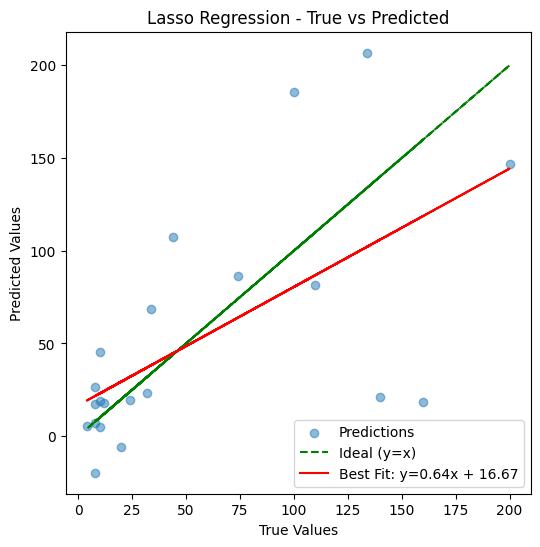 Lasso Regression - True vs Predicted
Predicted Values
200
150
100
50
0
0
25
50
75
100
125
150
175
200
True Values
Predictions
Ideal (y=x)
Best Fit: y=0.64x + 16.67